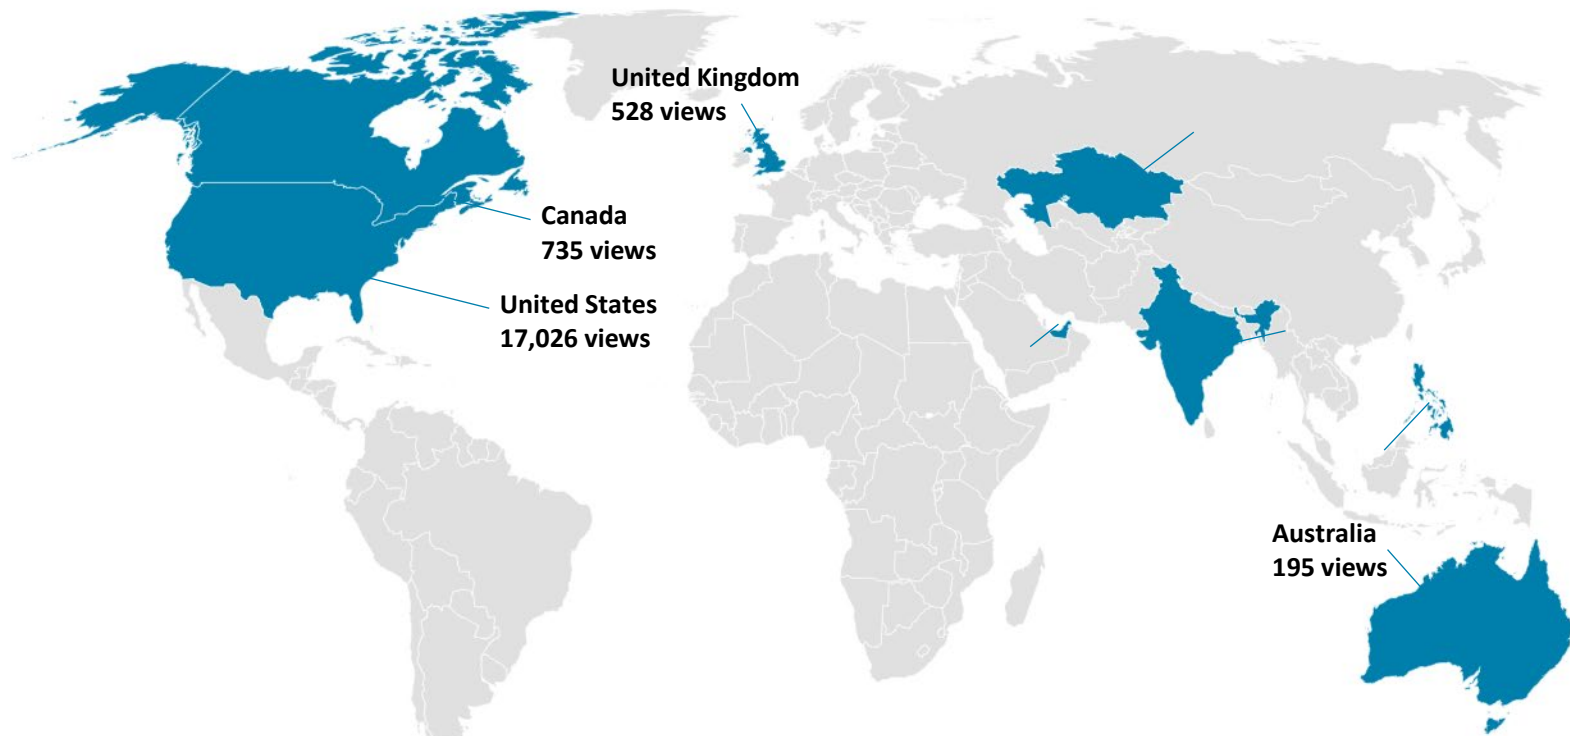 United Kingdom
528 views
Canada
735 views
United States
17,026 views
Australia
195 views